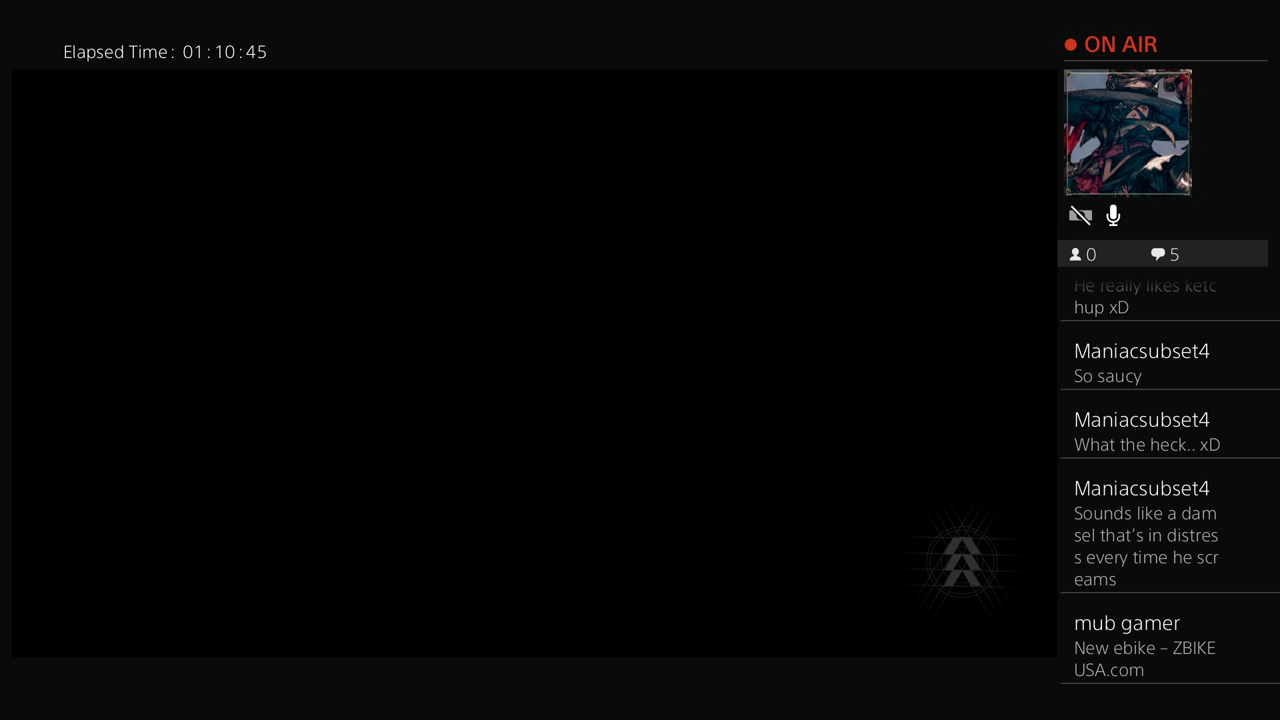 Elapsed Time: 01:10:45
ON AIR
0 5
He really likes ketc
hup xD
Maniacsubset4
So saucy
Maniacsubset4
What the heck.. xD
Maniacsubset4
Sounds like a dam
sel that's in distres
s every time he scr
eams
mub gamer
New ebike – ZBIKE
USA.com